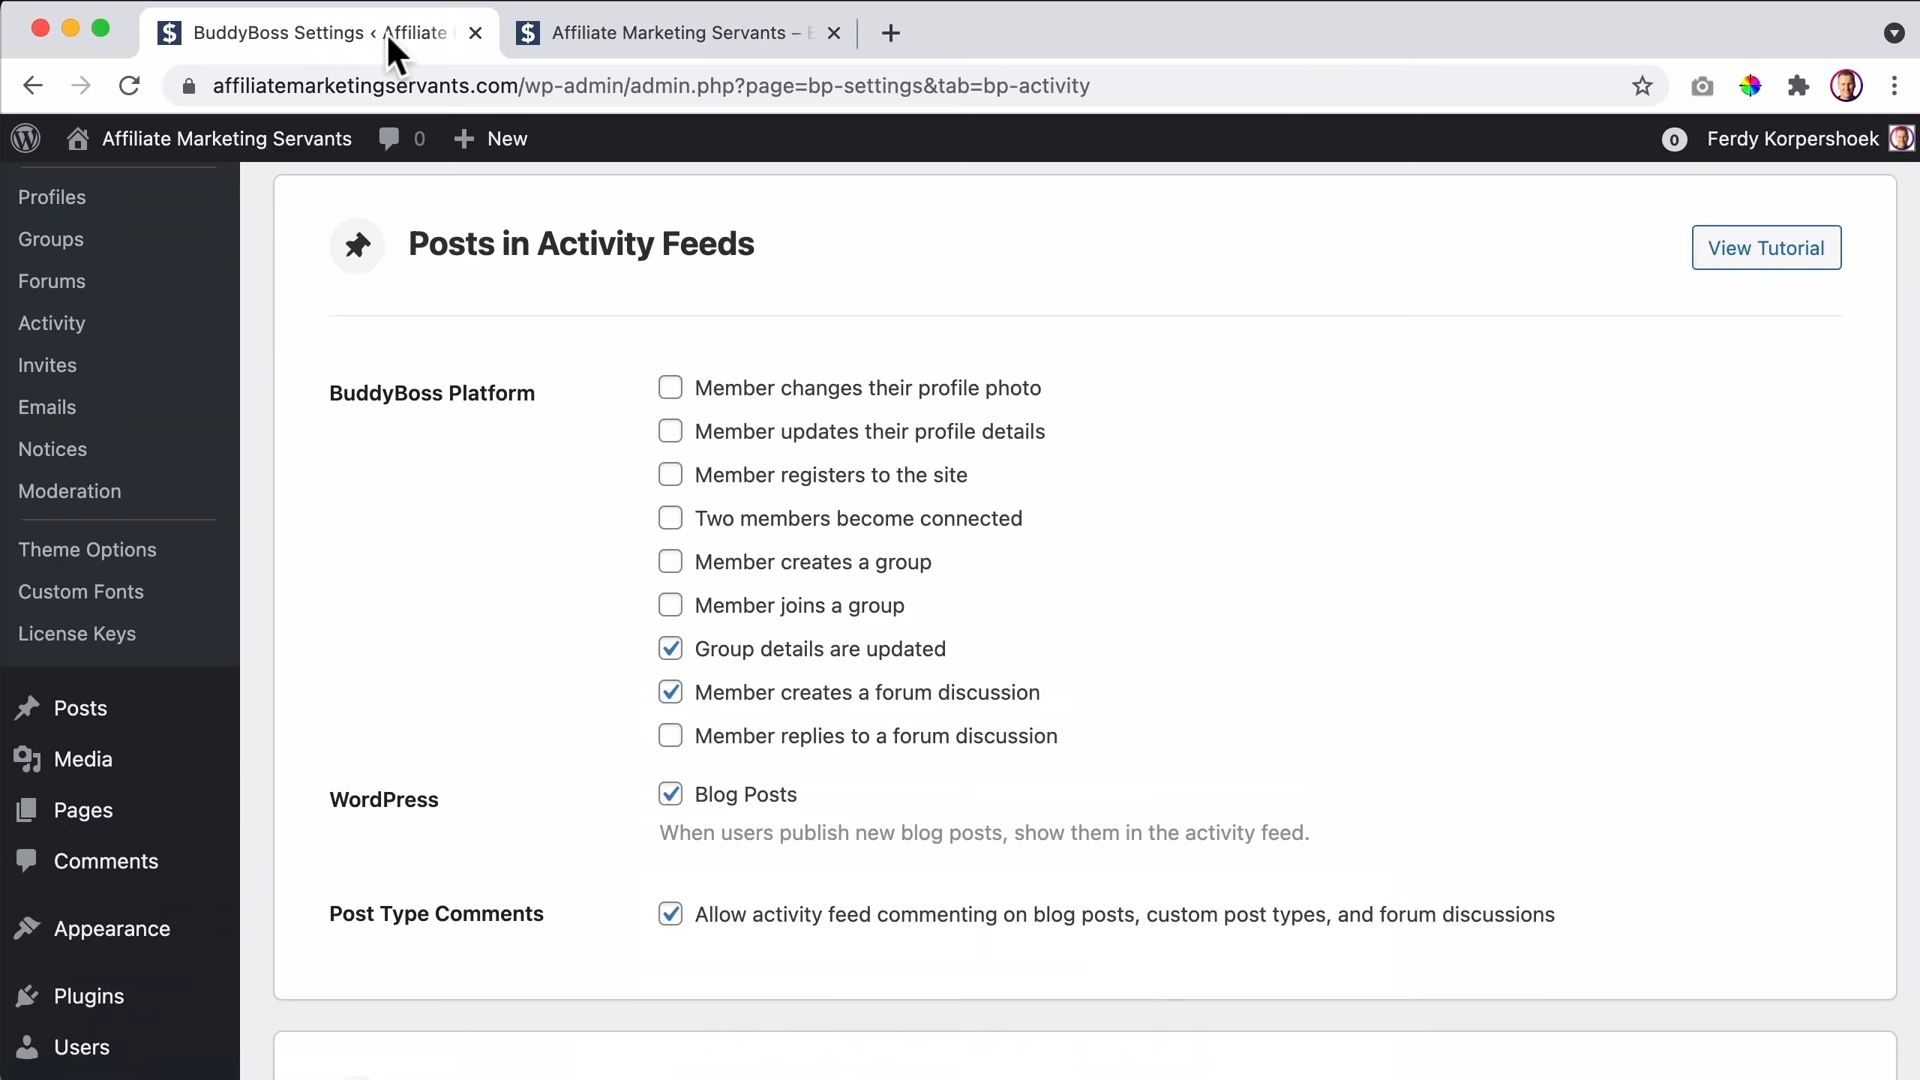 BuddyBoss Settings ‹ Affiliate
Affiliate Marketing Servants –
affiliatemarketingservants.com/wp-admin/admin.php?page=bp-settings&tab=bp-activity
Affiliate Marketing Servants
0
New
0
Ferdy Korpershoek
Profiles
Groups
Forums
Activity
Invites
Emails
Notices
Moderation
Theme Options
Custom Fonts
License Keys
Posts
Media
Pages
Comments
Appearance
Plugins
Users
Posts in Activity Feeds
View Tutorial
BuddyBoss Platform
Member changes their profile photo
Member updates their profile details
Member registers to the site
Two members become connected
Member creates a group
Member joins a group
Group details are updated
Member creates a forum discussion
Member replies to a forum discussion
WordPress
Blog Posts
When users publish new blog posts, show them in the activity feed.
Post Type Comments
Allow activity feed commenting on blog posts, custom post types, and forum discussions